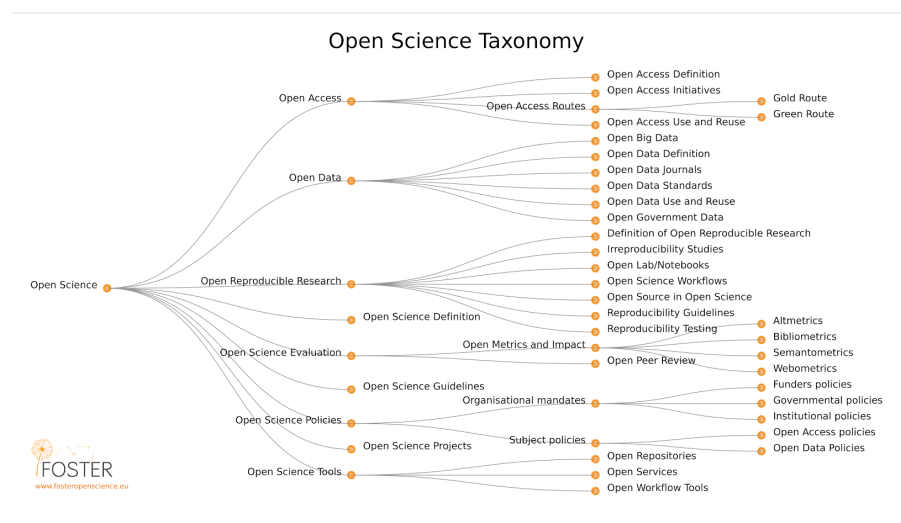 Open Science Taxonomy
Open Science
Open Access
Open Access Definition
Open Access Initiatives
Open Access Routes
Gold Route
Green Route
Open Access Use and Reuse
Open Data
Open Big Data
Open Data Definition
Open Data Journals
Open Data Standards
Open Data Use and Reuse
Open Government Data
Open Reproducible Research
Definition of Open Reproducible Research
Irreproducibility Studies
Open Lab/Notebooks
Open Science Workflows
Open Source in Open Science
Reproducibility Guidelines
Reproducibility Testing
Open Science Definition
Open Science Evaluation
Open Metrics and Impact
Altmetrics
Bibliometrics
Semantometrics
Webometrics
Open Peer Review
Open Science Guidelines
Open Science Policies
Organisational mandates
Funders policies
Governmental policies
Institutional policies
Subject policies
Open Access policies
Open Data Policies
Open Science Projects
Open Science Tools
Open Repositories
Open Services
Open Workflow Tools
FOSTER
www.fosteropenscience.eu